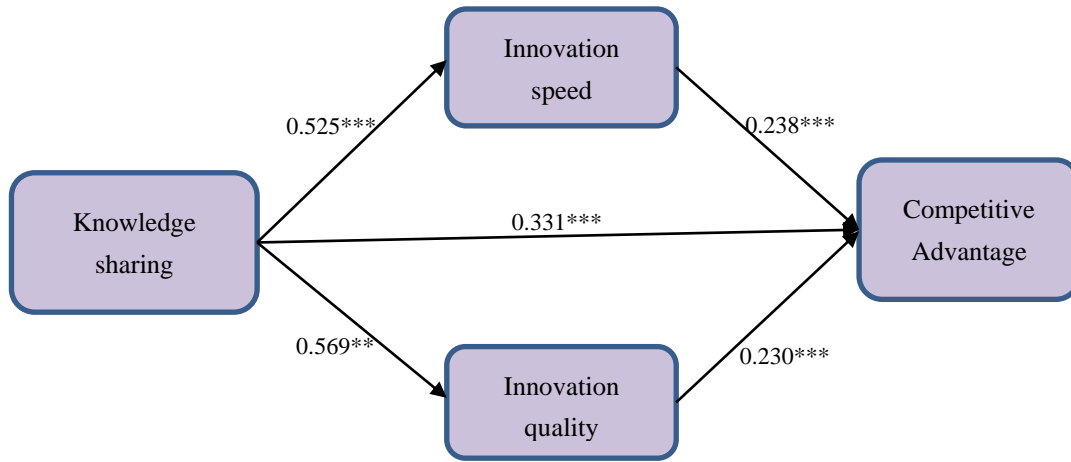 Innovation
speed
0.525***
0.238***
Knowledge
sharing
0.331***
Competitive
Advantage
0.569**
0.230***
Innovation
quality